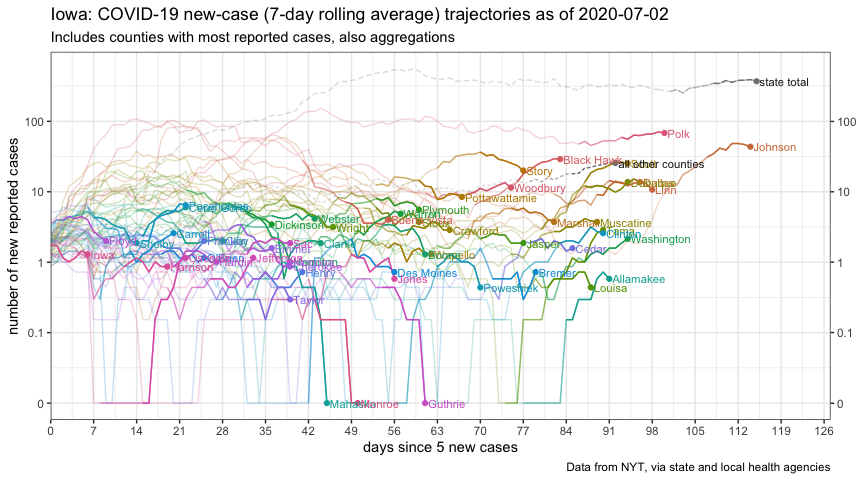 Iowa: COVID-19 new-case (7-day rolling average) trajectories as of 2020-07-02
Includes counties with most reported cases, also aggregations
number of new reported cases
100
10
1
0.1
0
100
10
1
0.1
0
state total
Polk
Johnson
Black Hawk
all other counties
Story
Woodbury
Linn
Pottawattamie
Plymouth
Webster
Wright
Dickinson
Crawford
Marshall
Muscatine
Washington
Jasper
Cedar
Clarke
Carroll
Shelby
Iowa
Harrison
Jefferson
Des Moines
Jones
Henry
Taylor
Poweshiek
Bremer
Louisa
Allamakee
Mahaska
Monroe
Guthrie
0 7 14 21 28 35 42 49 56 63 70 77 84 91 98 105 112 119 126
days since 5 new cases
Data from NYT, via state and local health agencies